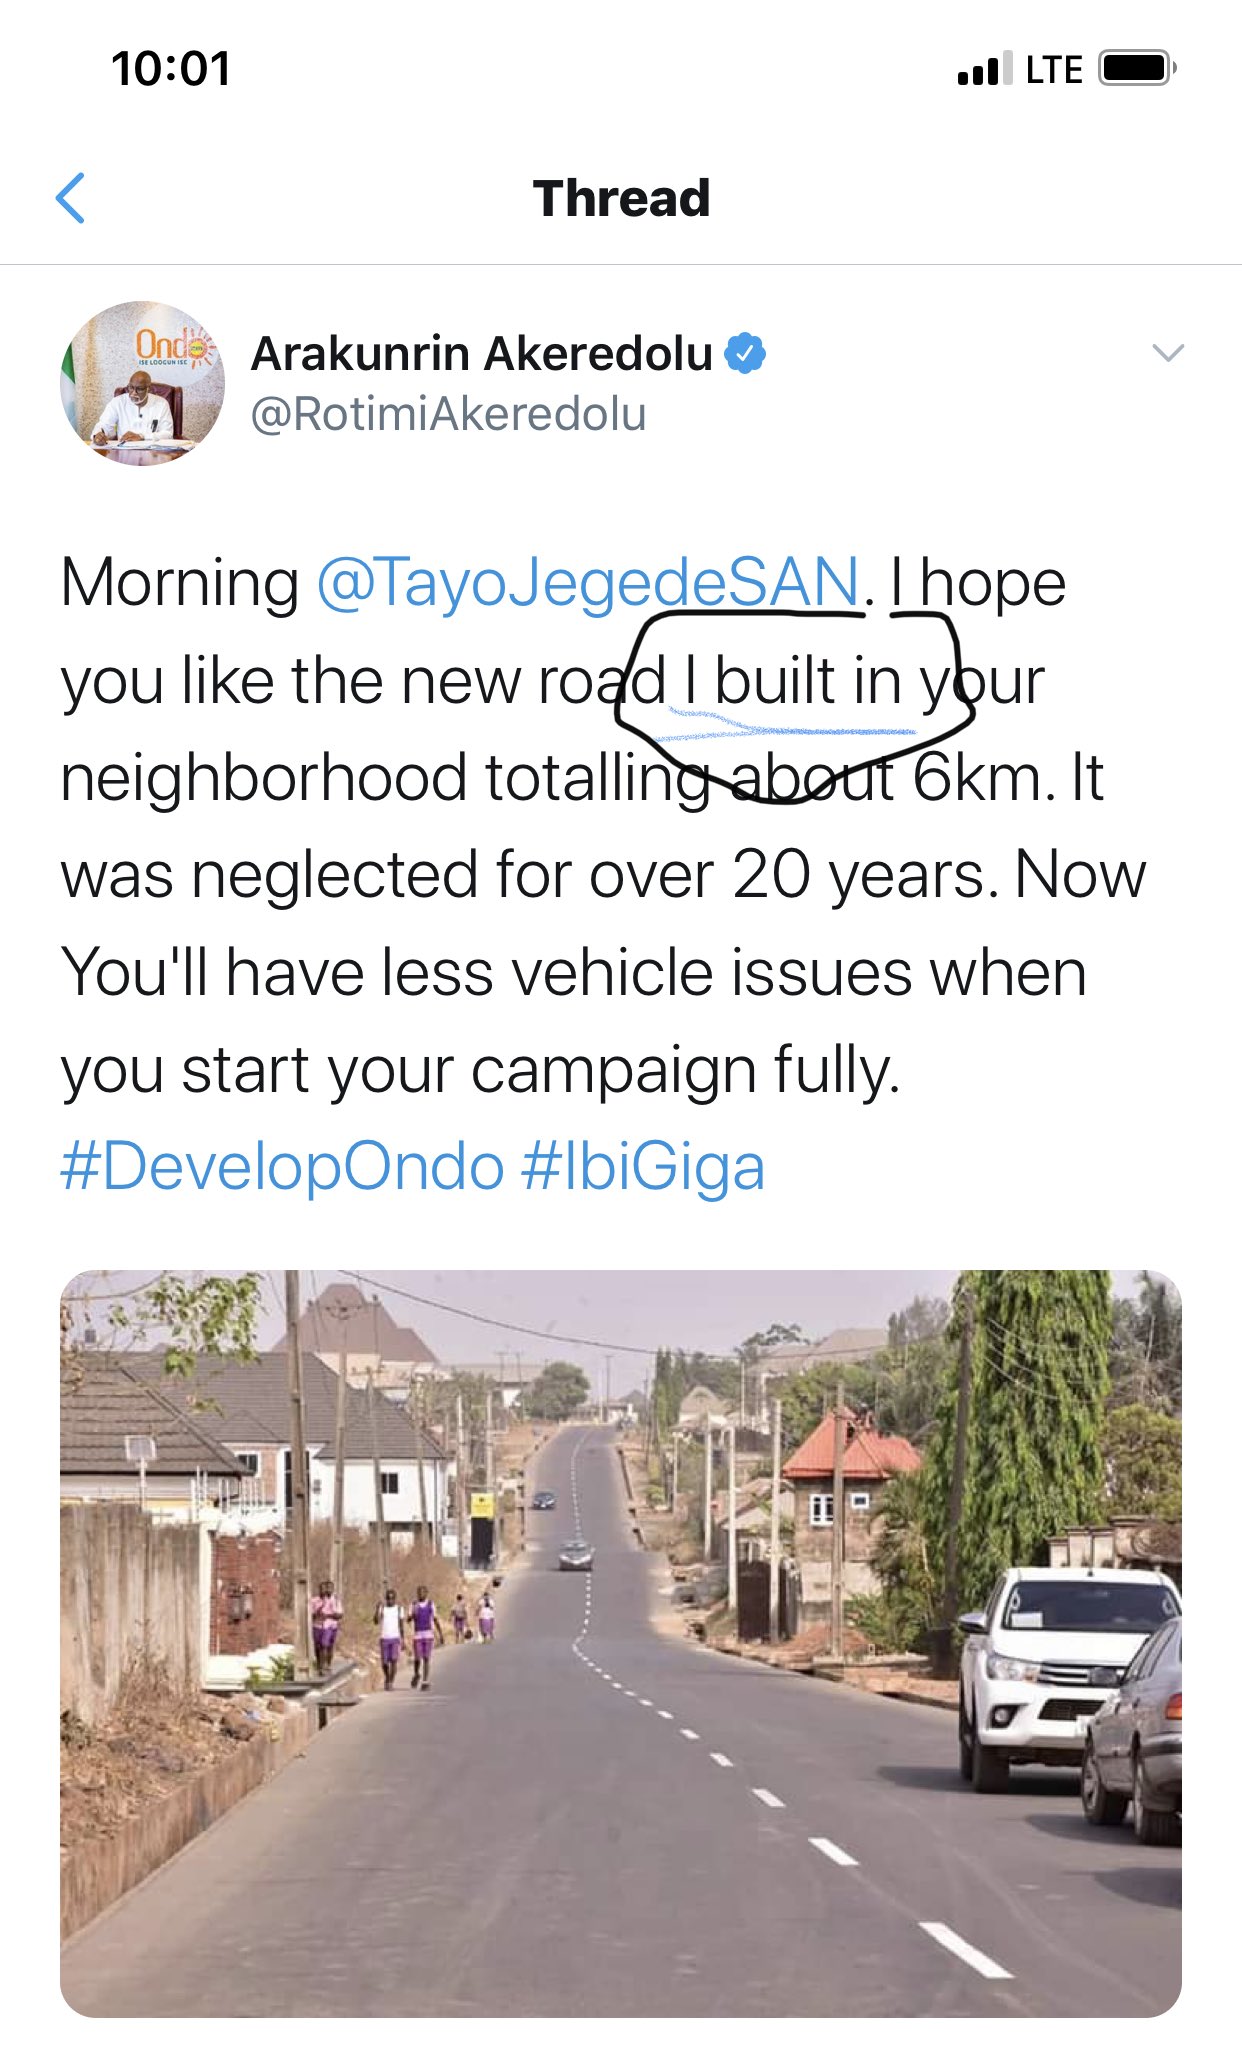 10:01
LTE
Thread
Ondo
ISE LOOGUN ISE
Arakunrin Akeredolu
@RotimiAkeredolu
Morning @TayoJegedeSAN. I hope
you like the new road I built in your
neighborhood totalling about 6km. It
was neglected for over 20 years. Now
You'll have less vehicle issues when
you start your campaign fully.
#DevelopOndo #IbiGiga